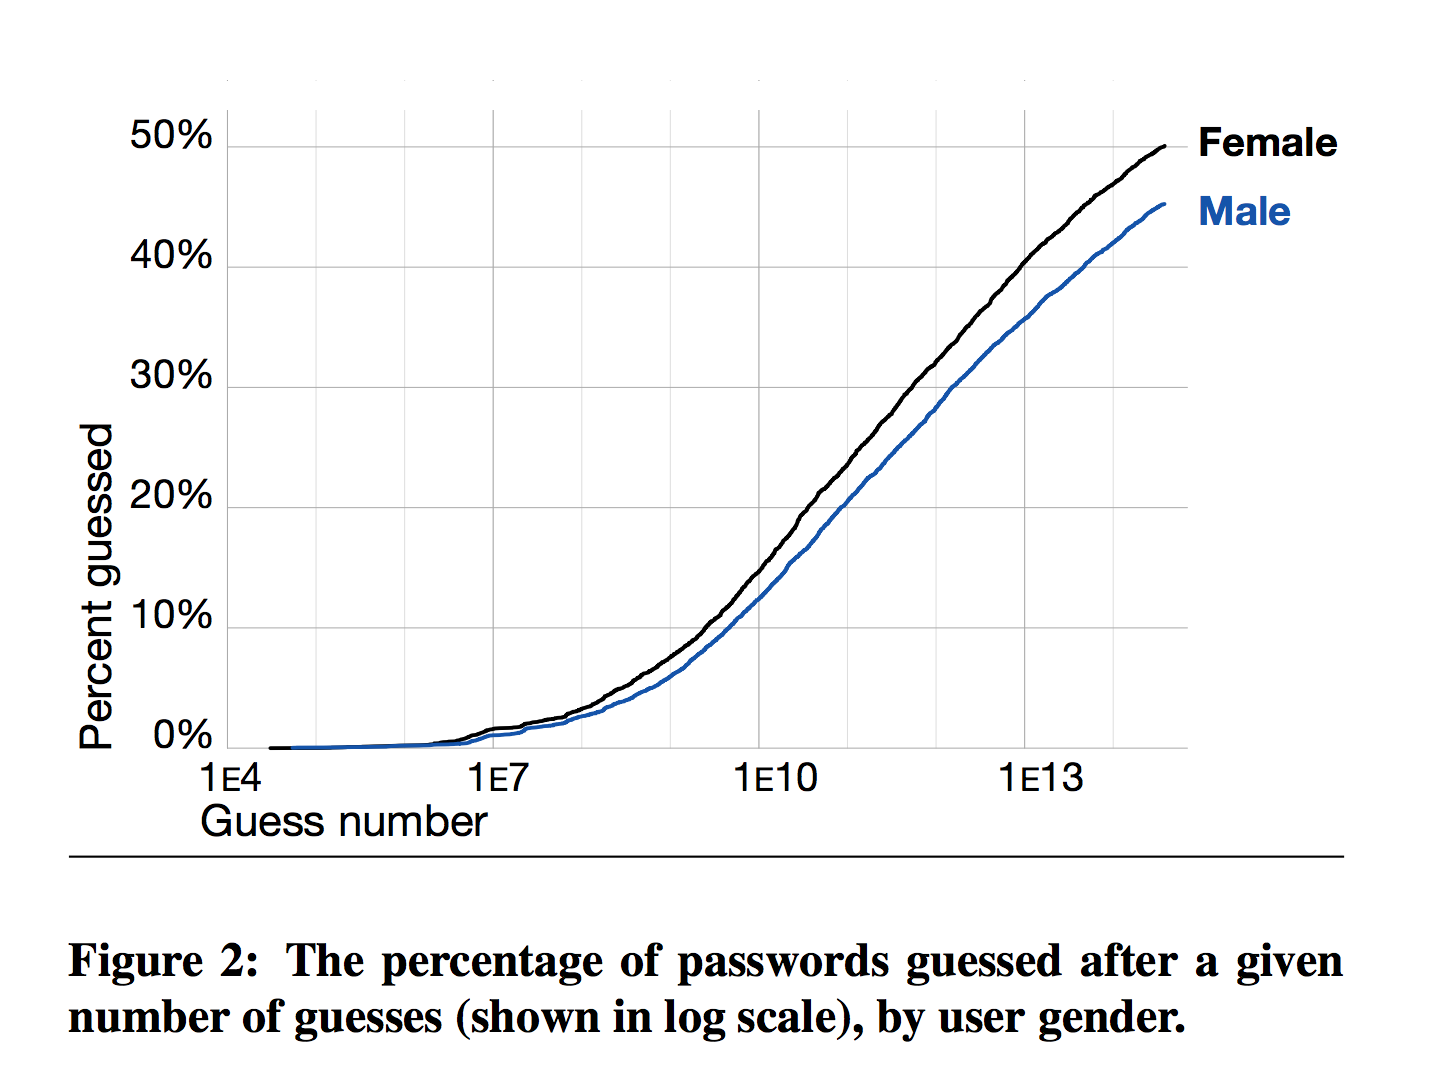 50%
Female
Male
40%
30%
20%
10%
0%
Percent guessed
1E4 1E7 1E10 1E13
Guess number
Figure 2: The percentage of passwords guessed after a given
number of guesses (shown in log scale), by user gender.